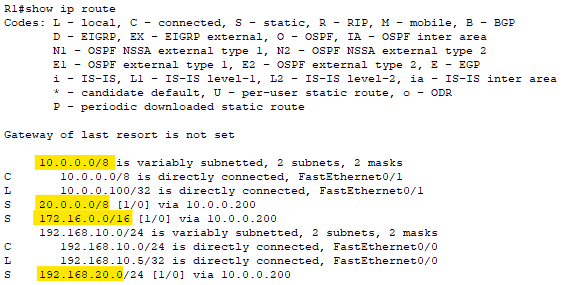 R1#show ip route
Codes: L - local, C - connected, S - static, R - RIP, M - mobile, B - BGP
D - EIGRP, EX - EIGRP external, O - OSPF, IA - OSPF inter area
N1 - OSPF NSSA external type 1, N2 - OSPF NSSA external type 2
E1 - OSPF external type 1, E2 - OSPF external type 2, E - EGP
i - IS-IS, L1 - IS-IS level-1, L2 - IS-IS level-2, ia - IS-IS inter area
* - candidate default, U - per-user static route, o - ODR
P - periodic downloaded static route
Gateway of last resort is not set
10.0.0.0/8 is variably subnetted, 2 subnets, 2 masks
C 10.0.0.0/8 is directly connected, FastEthernet0/1
L 10.0.0.100/32 is directly connected, FastEthernet0/1
S 20.0.0.0/8 [1/0] via 10.0.0.200
S 172.16.0.0/16 [1/0] via 10.0.0.200
192.168.10.0/24 is variably subnetted, 2 subnets, 2 masks
C 192.168.10.0/24 is directly connected, FastEthernet0/0
L 192.168.10.5/32 is directly connected, FastEthernet0/0
S 192.168.20.0/24 [1/0] via 10.0.0.200